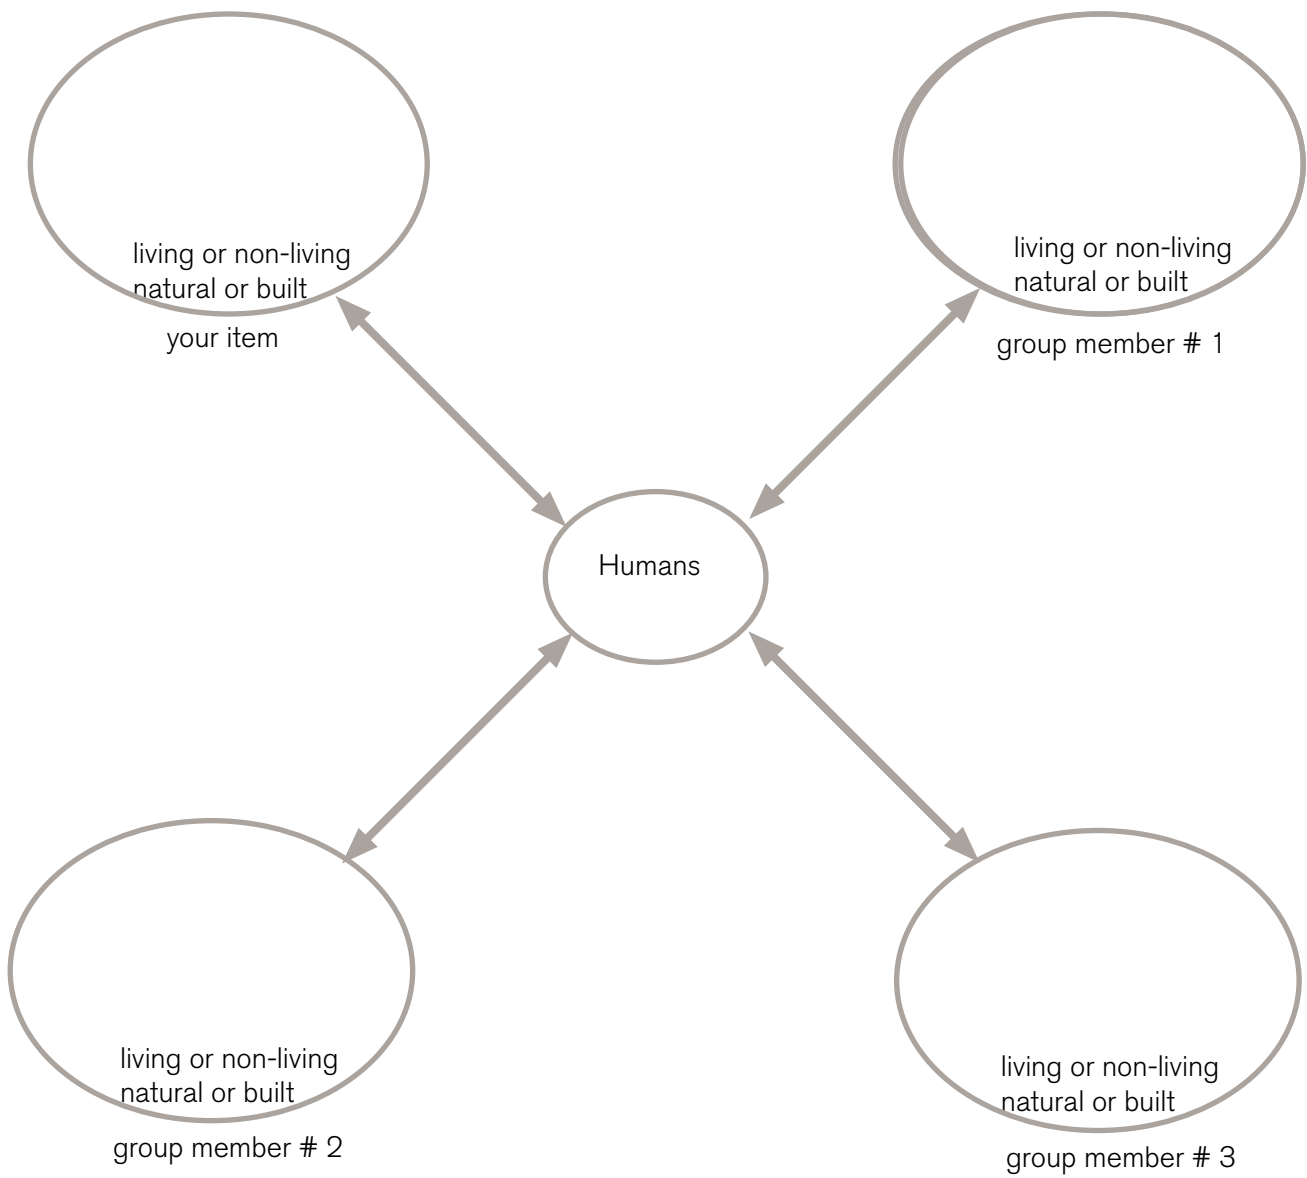 living or non-living
natural or built
your item
living or non-living
natural or built
group member # 1
Humans
living or non-living
natural or built
group member # 2
living or non-living
natural or built
group member # 3